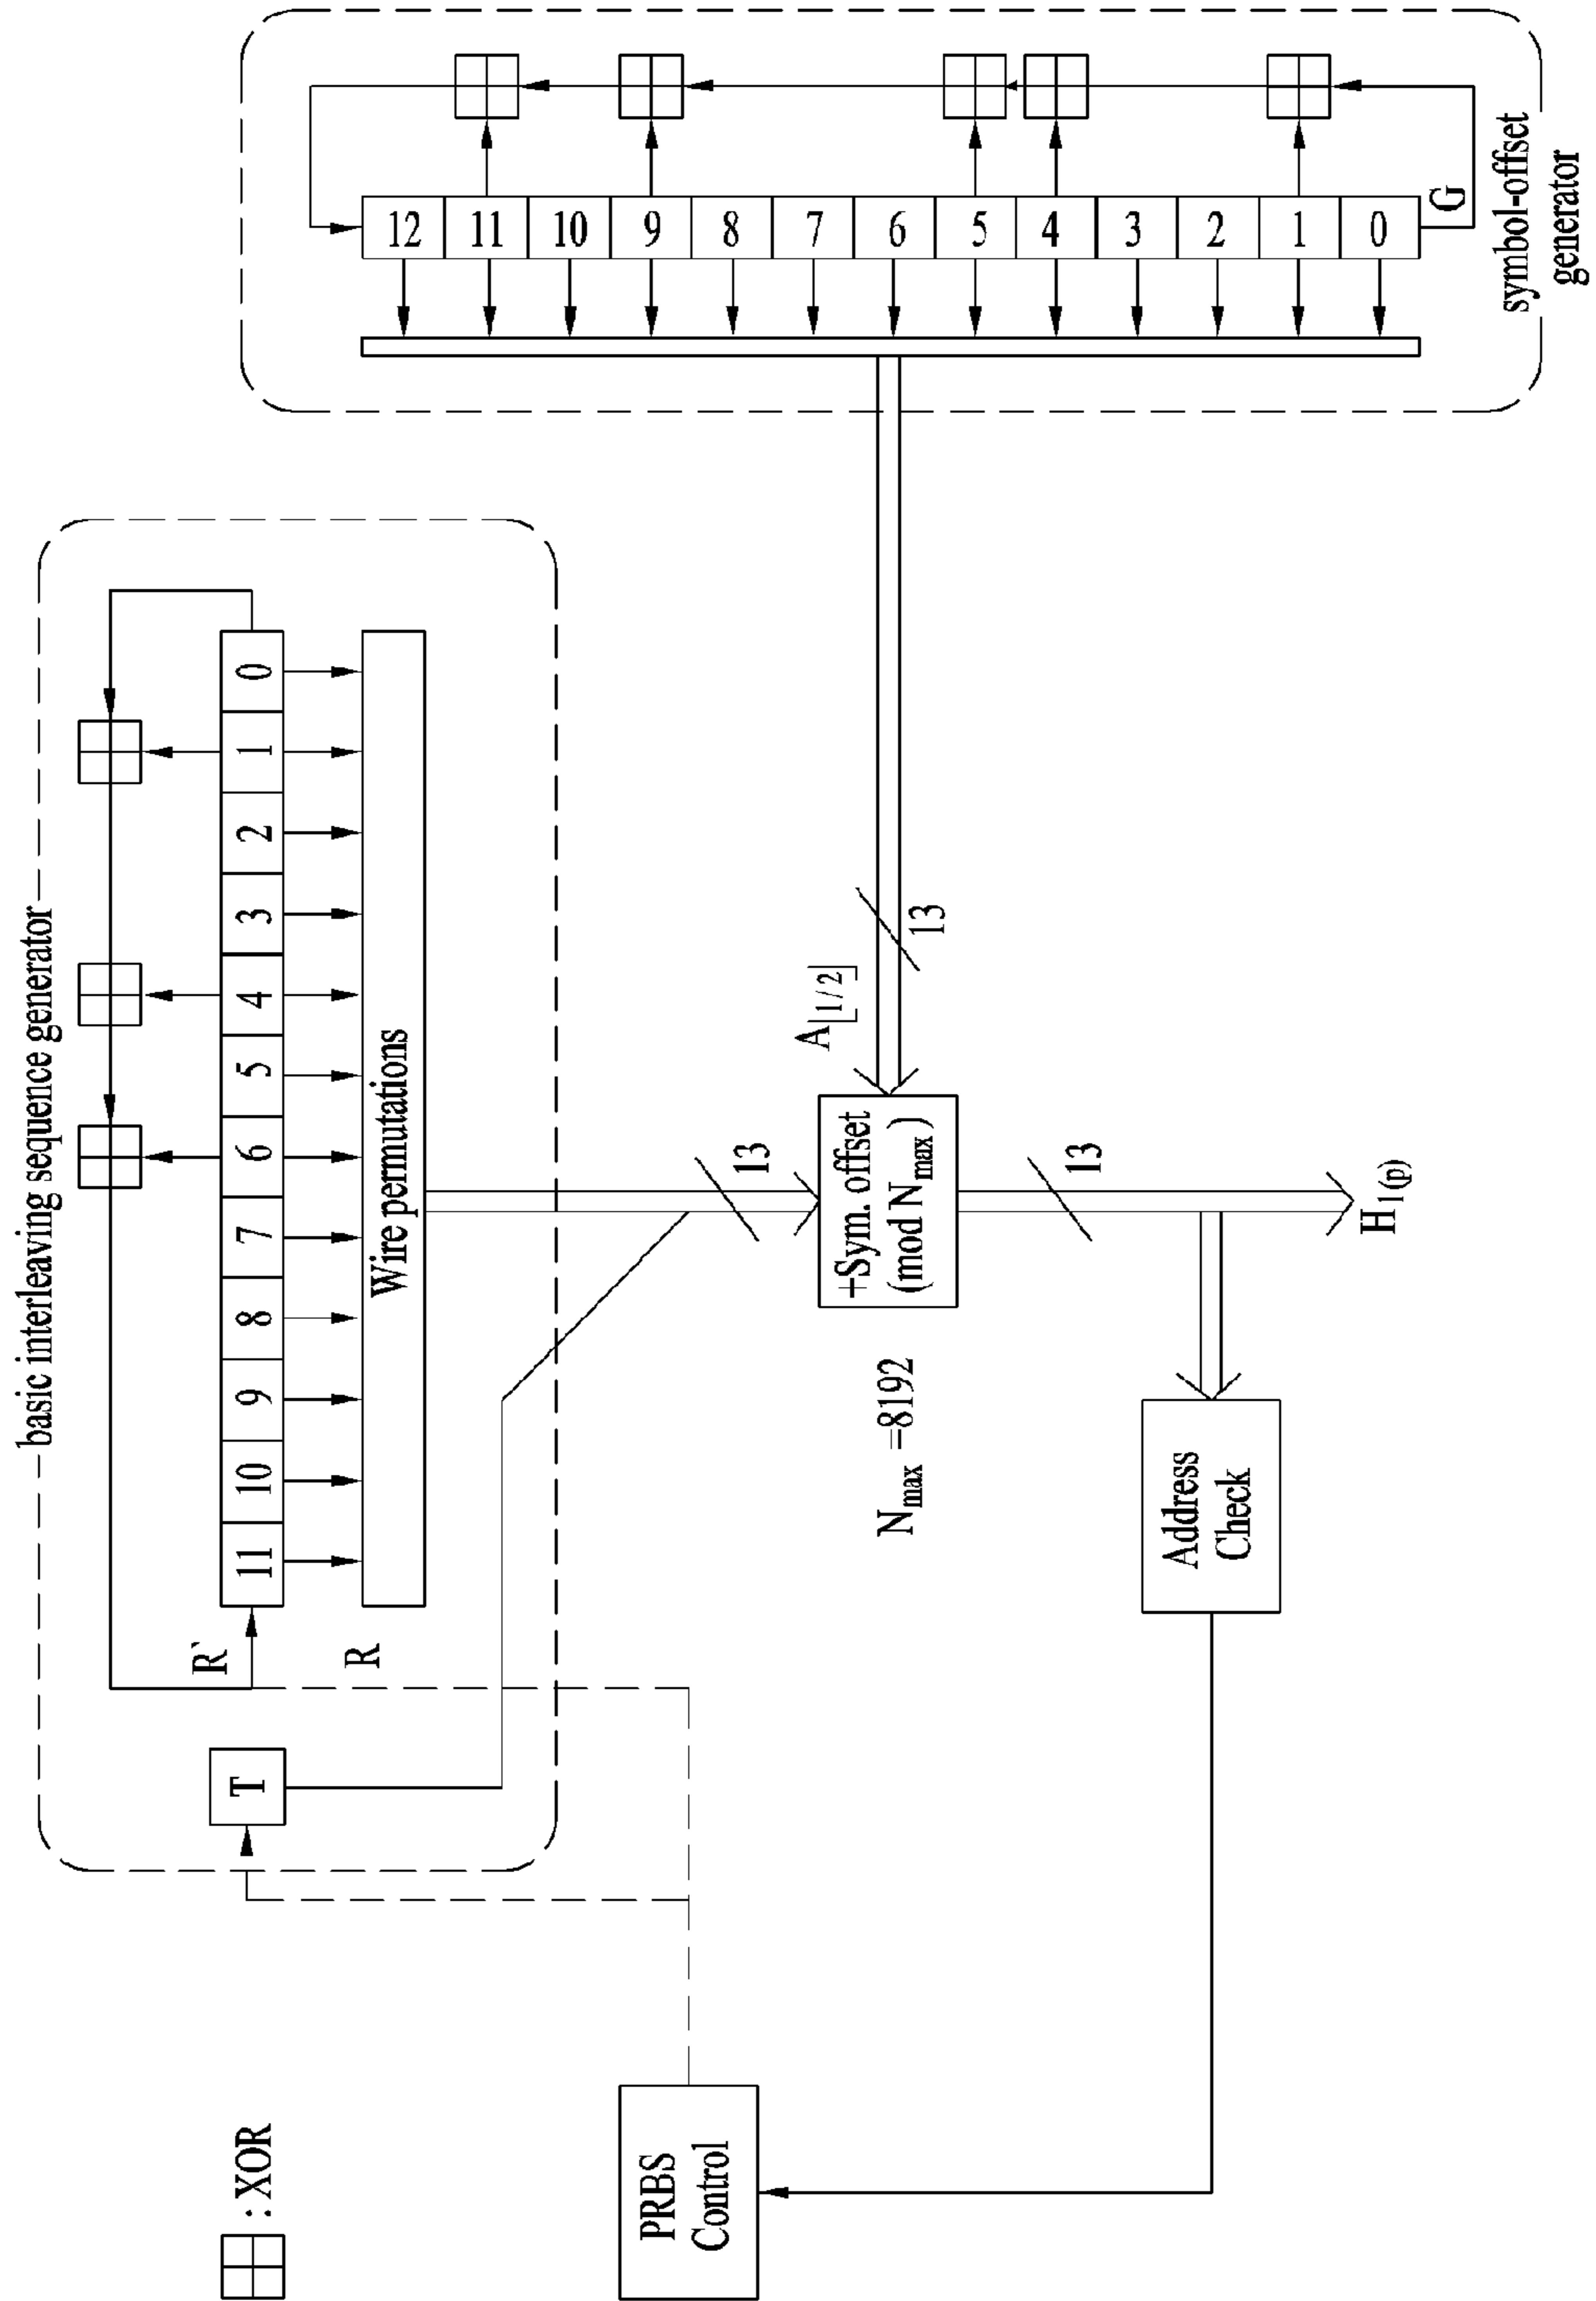 basic interleaving sequence generator
T
R`
11 10 9 8 7 6 5 4 3 2 1 0
R
Wire permutations
: XOR
PRBS
Control
13
+Sym. offset
(mod Nmax)
Nmax =8192
A⌊1/2⌋
13
13
Address
Check
H1(p)
12 11 10 9 8 7 6 5 4 3 2 1 0
G
symbol-offset
generator